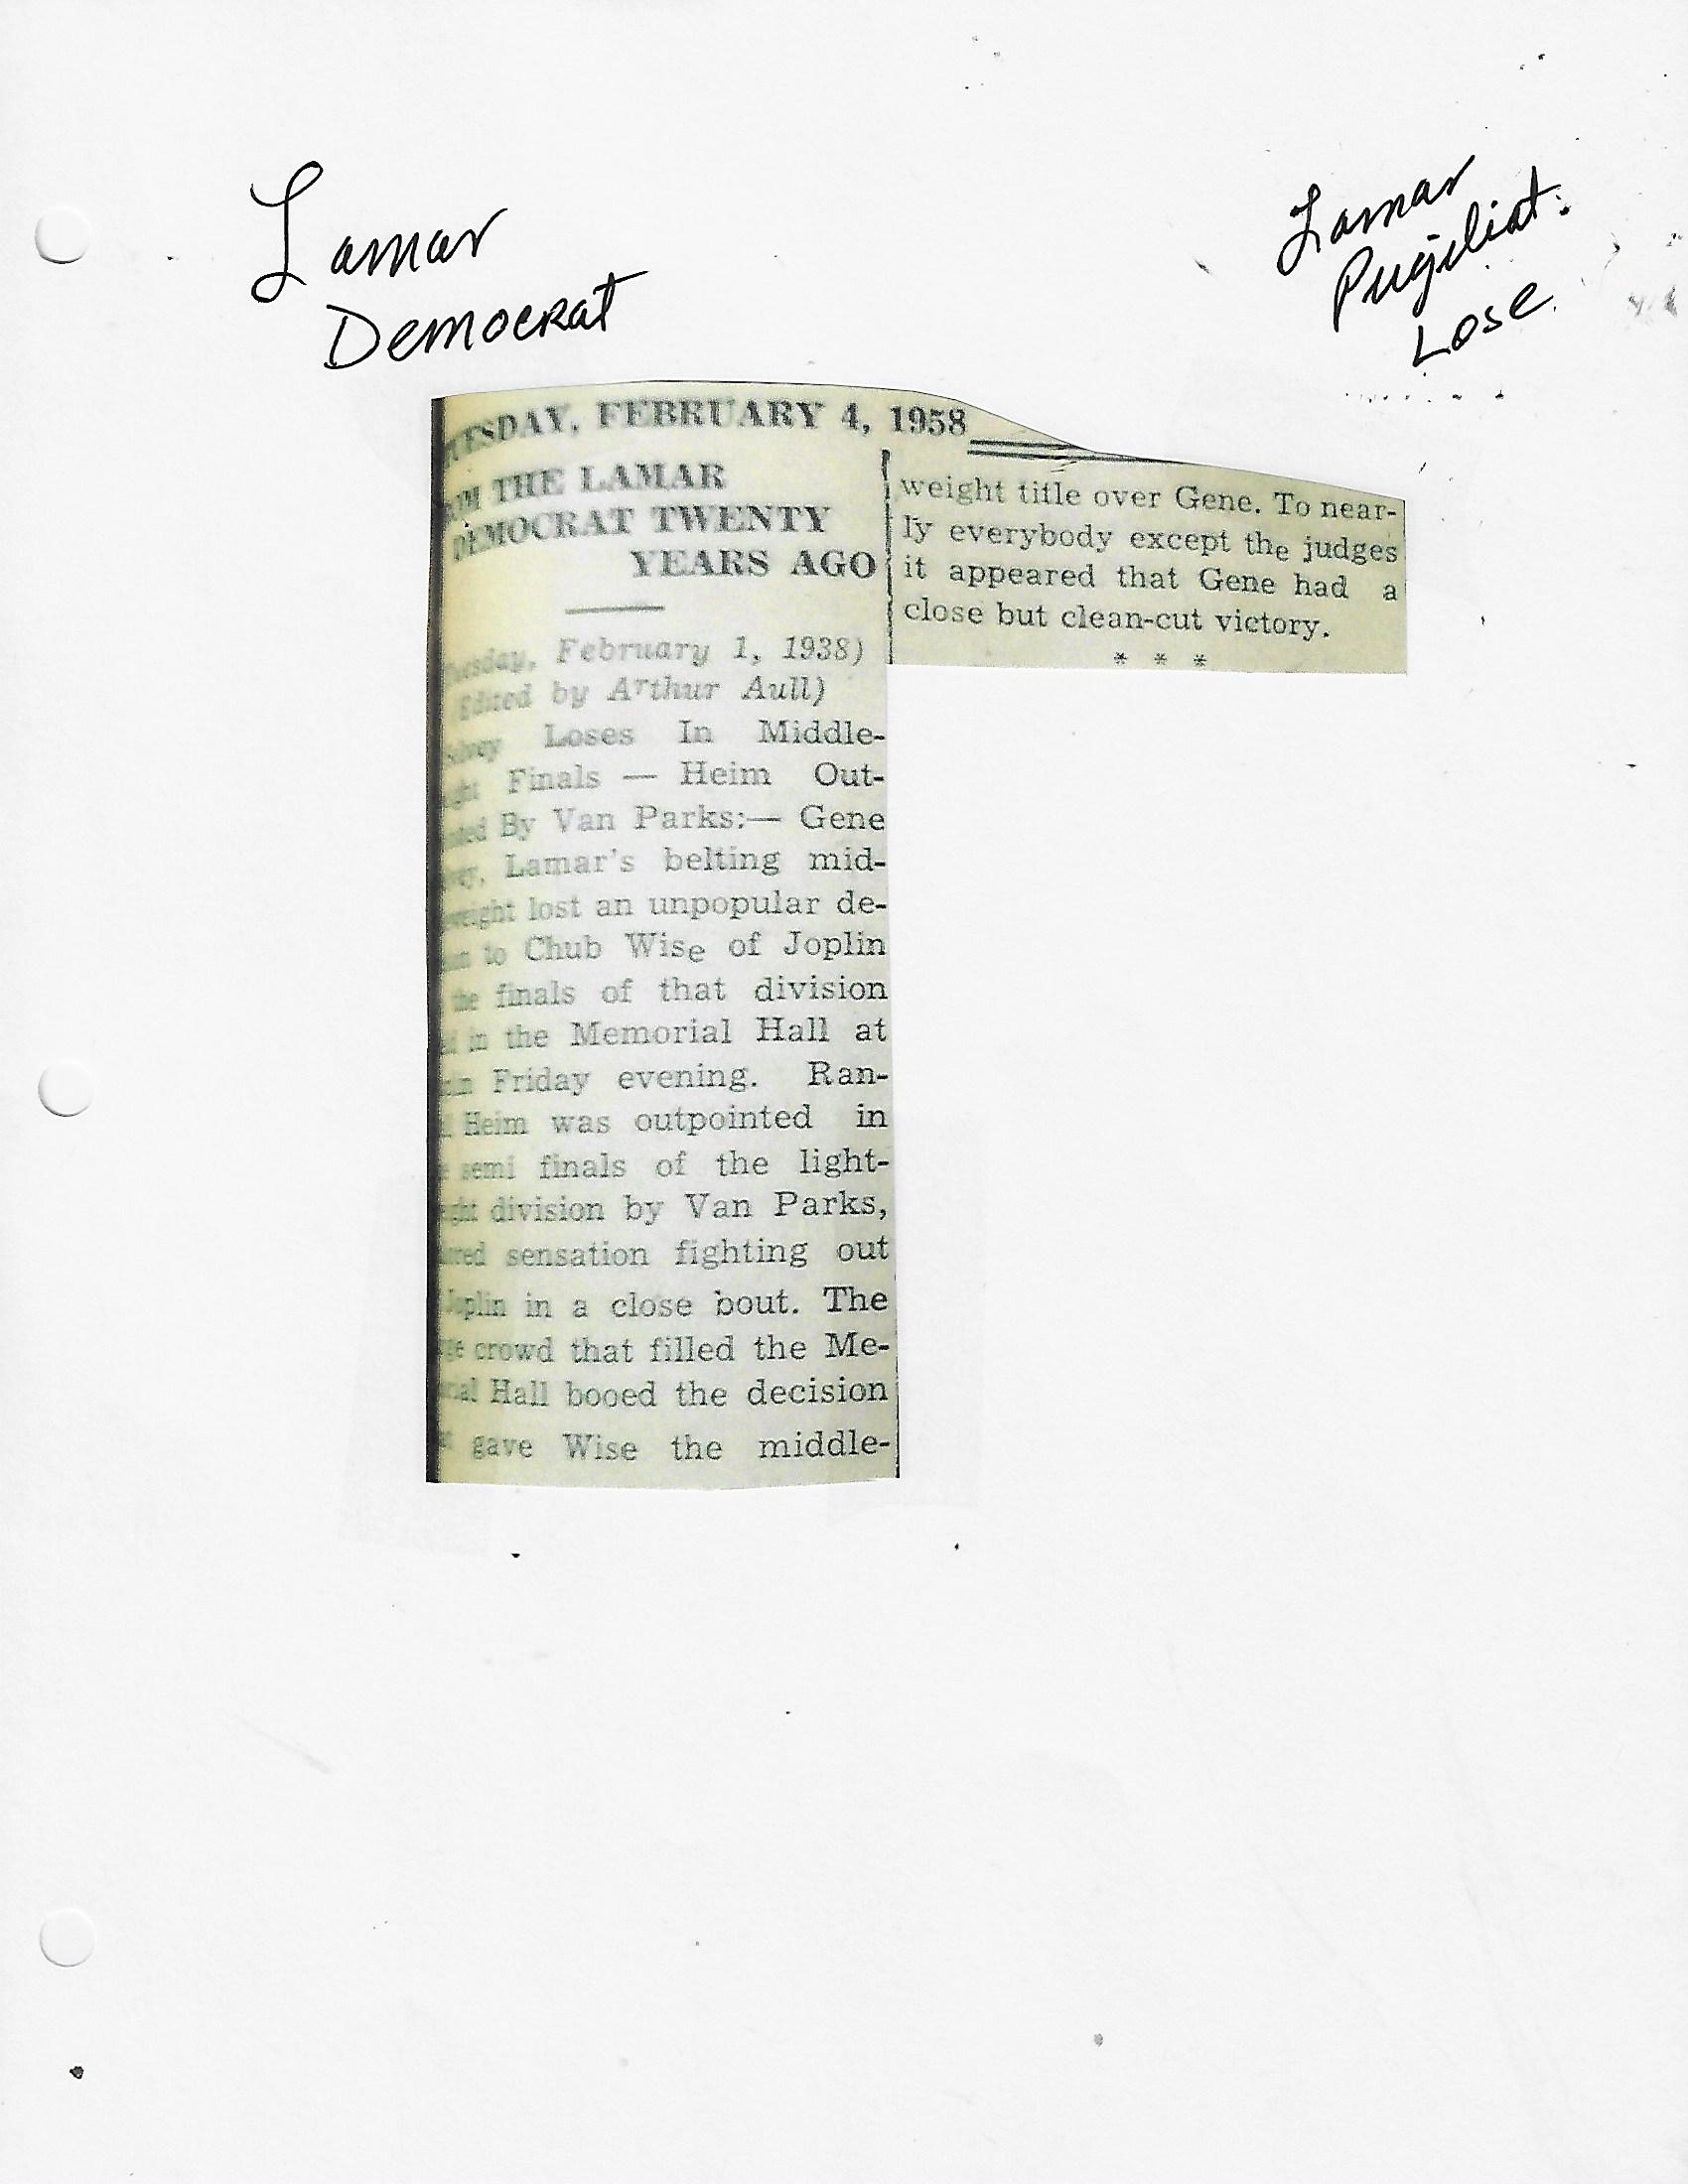 Lamar
Democrat
Lamar
Pugilist.
Lose.
TUESDAY, FEBRUARY 4, 1958
THE LAMAR
DEMOCRAT TWENTY
YEARS AGO
February 1, 1938)
Edited by Arthur Aull)
Loses In Middle-
Finals — Heim Out-
By Van Parks:— Gene
Lamar's belting mid-
lost an unpopular de-
to Chub Wise of Joplin
the finals of that division
in the Memorial Hall at
Friday evening. Ran-
Heim was outpointed in
semi finals of the light-
division by Van Parks,
sensation fighting out
Joplin in a close bout. The
crowd that filled the Me-
Hall booed the decision
gave Wise the middle-
weight title over Gene. To near-
ly everybody except the judges
it appeared that Gene had a
close but clean-cut victory.
* * *